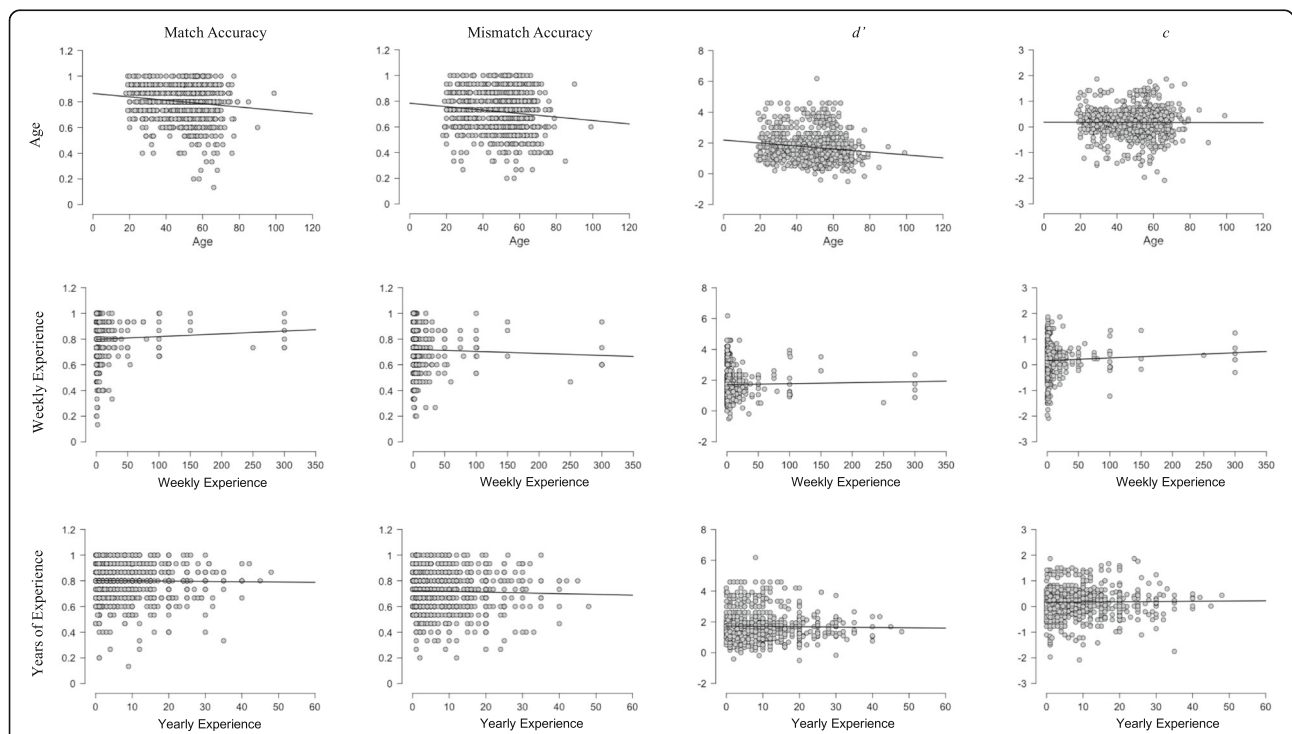 Match Accuracy Mismatch Accuracy d’ c
Age
1.2 1 0.8 0.6 0.4 0.2 0
0 20 40 60 80 100 120
Age
1.2 1 0.8 0.6 0.4 0.2 0
0 20 40 60 80 100 120
Age
8 6 4 2 0 -2
0 20 40 60 80 100 120
Age
3 2 1 0 -1 -2 -3
0 20 40 60 80 100 120
Age
Weekly Experience
1.2 1 0.8 0.6 0.4 0.2 0
0 50 100 150 200 250 300 350
Weekly Experience
1.2 1 0.8 0.6 0.4 0.2 0
0 50 100 150 200 250 300 350
Weekly Experience
8 6 4 2 0 -2
0 50 100 150 200 250 300 350
Weekly Experience
3 2 1 0 -1 -2 -3
0 50 100 150 200 250 300 350
Weekly Experience
Years of Experience
1.2 1 0.8 0.6 0.4 0.2 0
0 10 20 30 40 50 60
Yearly Experience
1.2 1 0.8 0.6 0.4 0.2 0
0 10 20 30 40 50 60
Yearly Experience
8 6 4 2 0 -2
0 10 20 30 40 50 60
Yearly Experience
3 2 1 0 -1 -2 -3
0 10 20 30 40 50 60
Yearly Experience